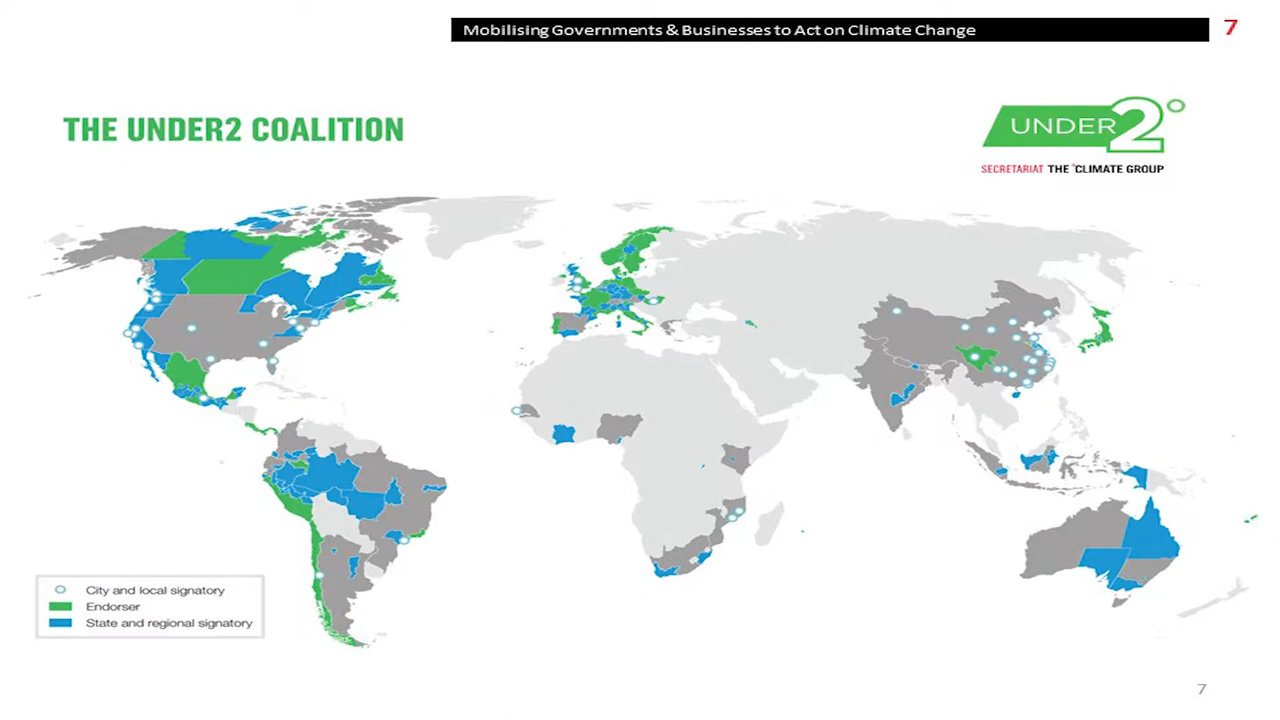 Mobilising Governments & Businesses to Act on Climate Change
7
THE UNDER2 COALITION
UNDER2°
SECRETARIAT THE °CLIMATE GROUP
City and local signatory
Endorser
State and regional signatory
7